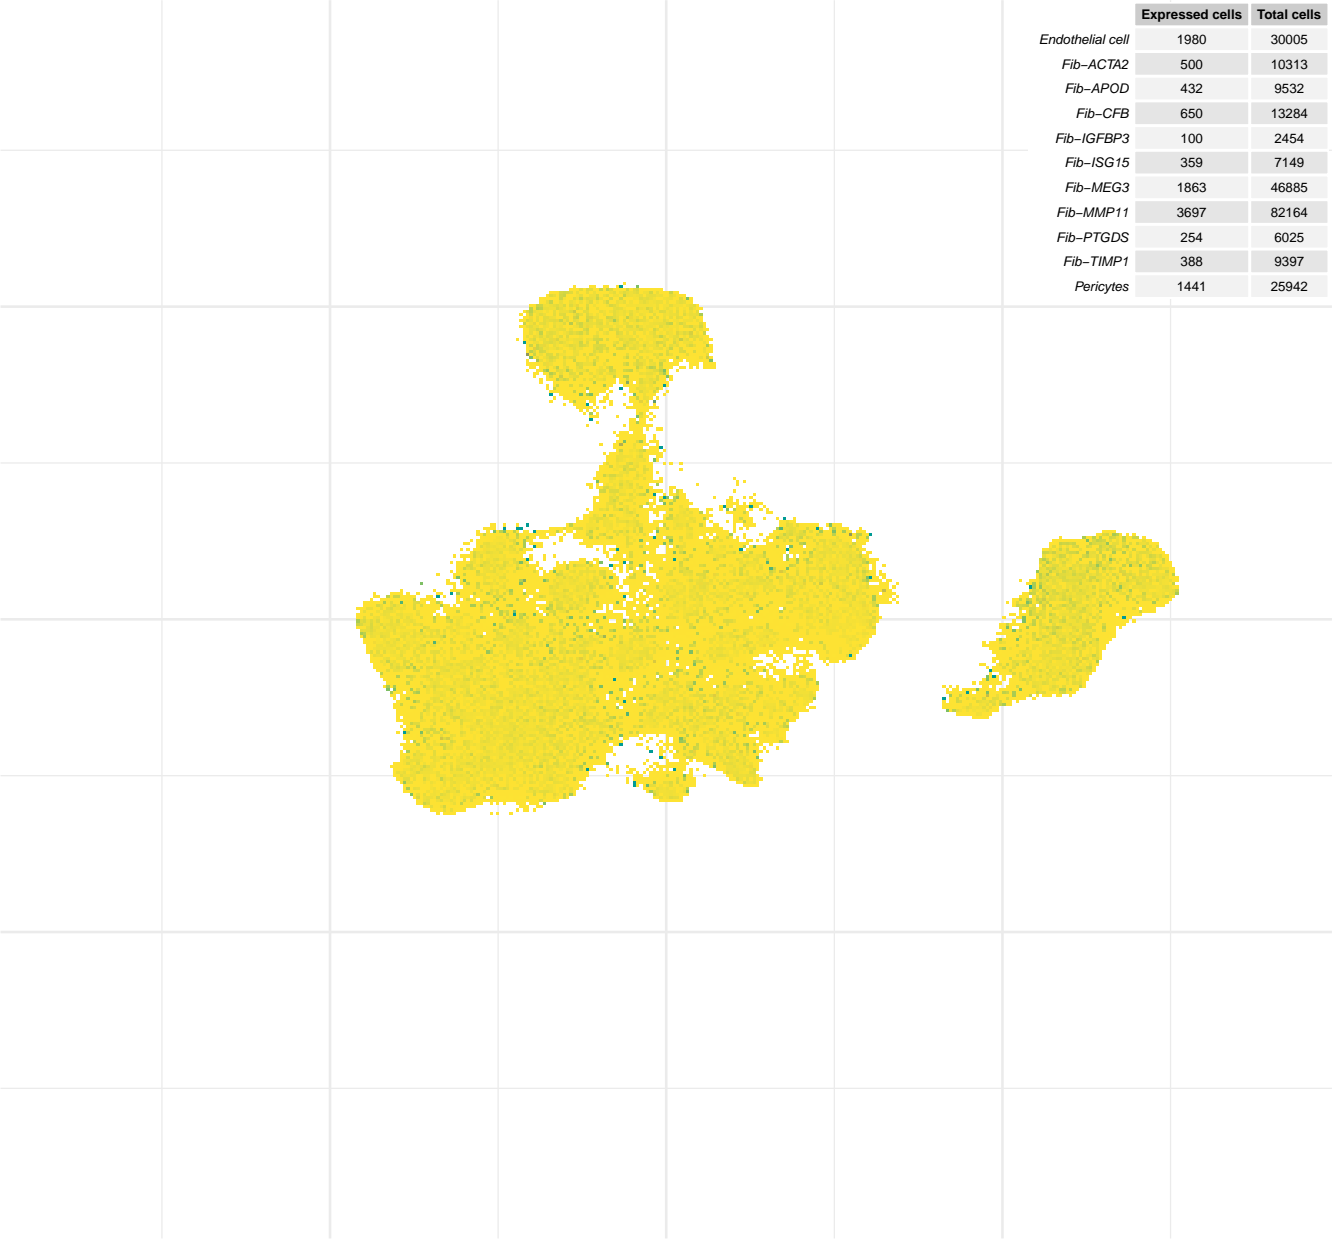 Expressed cells Total cells
Endothelial cell 1980 30005
Fib−ACTA2 500 10313
Fib−APOD 432 9532
Fib−CFB 650 13284
Fib−IGFBP3 100 2454
Fib−ISG15 359 7149
Fib−MEG3 1863 46885
Fib−MMP11 3697 82164
Fib−PTGDS 254 6025
Fib−TIMP1 388 9397
Pericytes 1441 25942